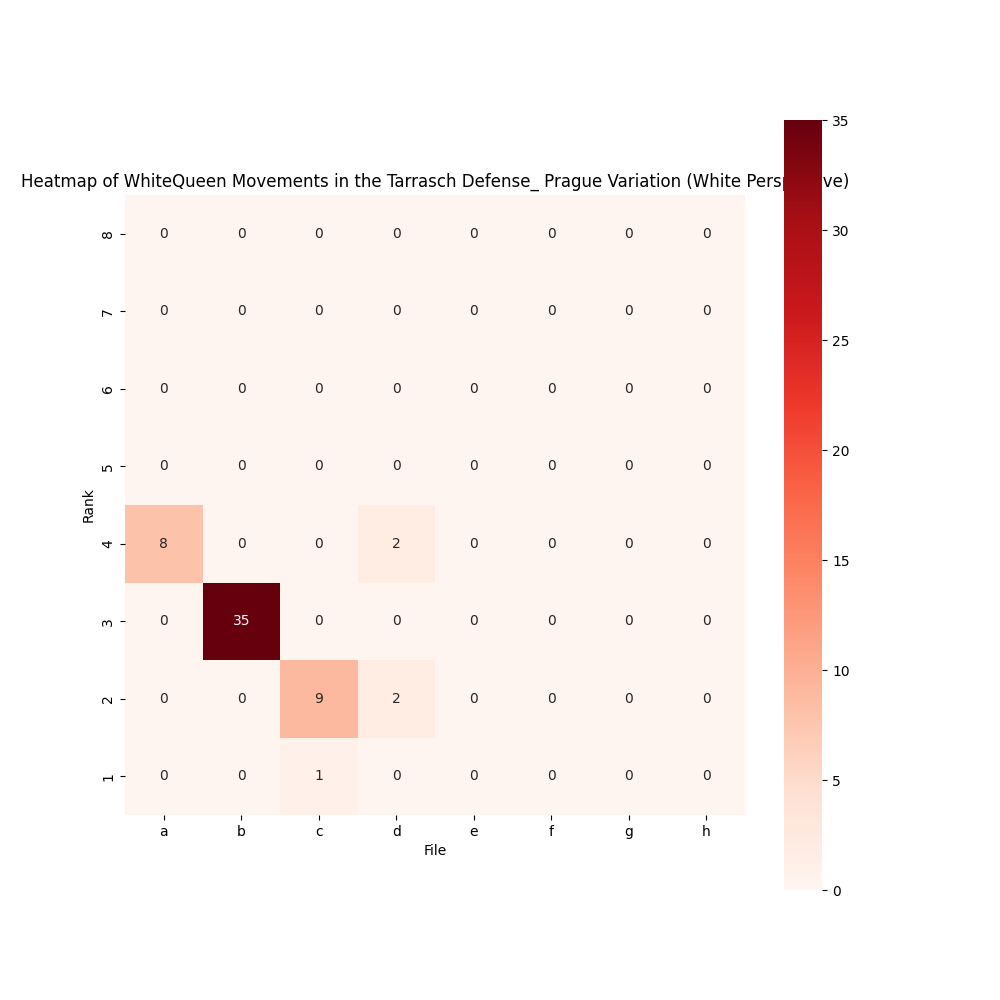 Heatmap of WhiteQueen Movements in the Tarrasch Defense_ Prague Variation (White Pers ve)
35
30
25
20
15
10
5
0
Rank
8 0 0 0 0 0 0 0 0
7 0 0 0 0 0 0 0 0
6 0 0 0 0 0 0 0 0
5 0 0 0 0 0 0 0 0
4 8 0 0 2 0 0 0 0
3 0 35 0 0 0 0 0 0
2 0 0 9 2 0 0 0 0
1 0 0 1 0 0 0 0 0
a b c d e f g h
File